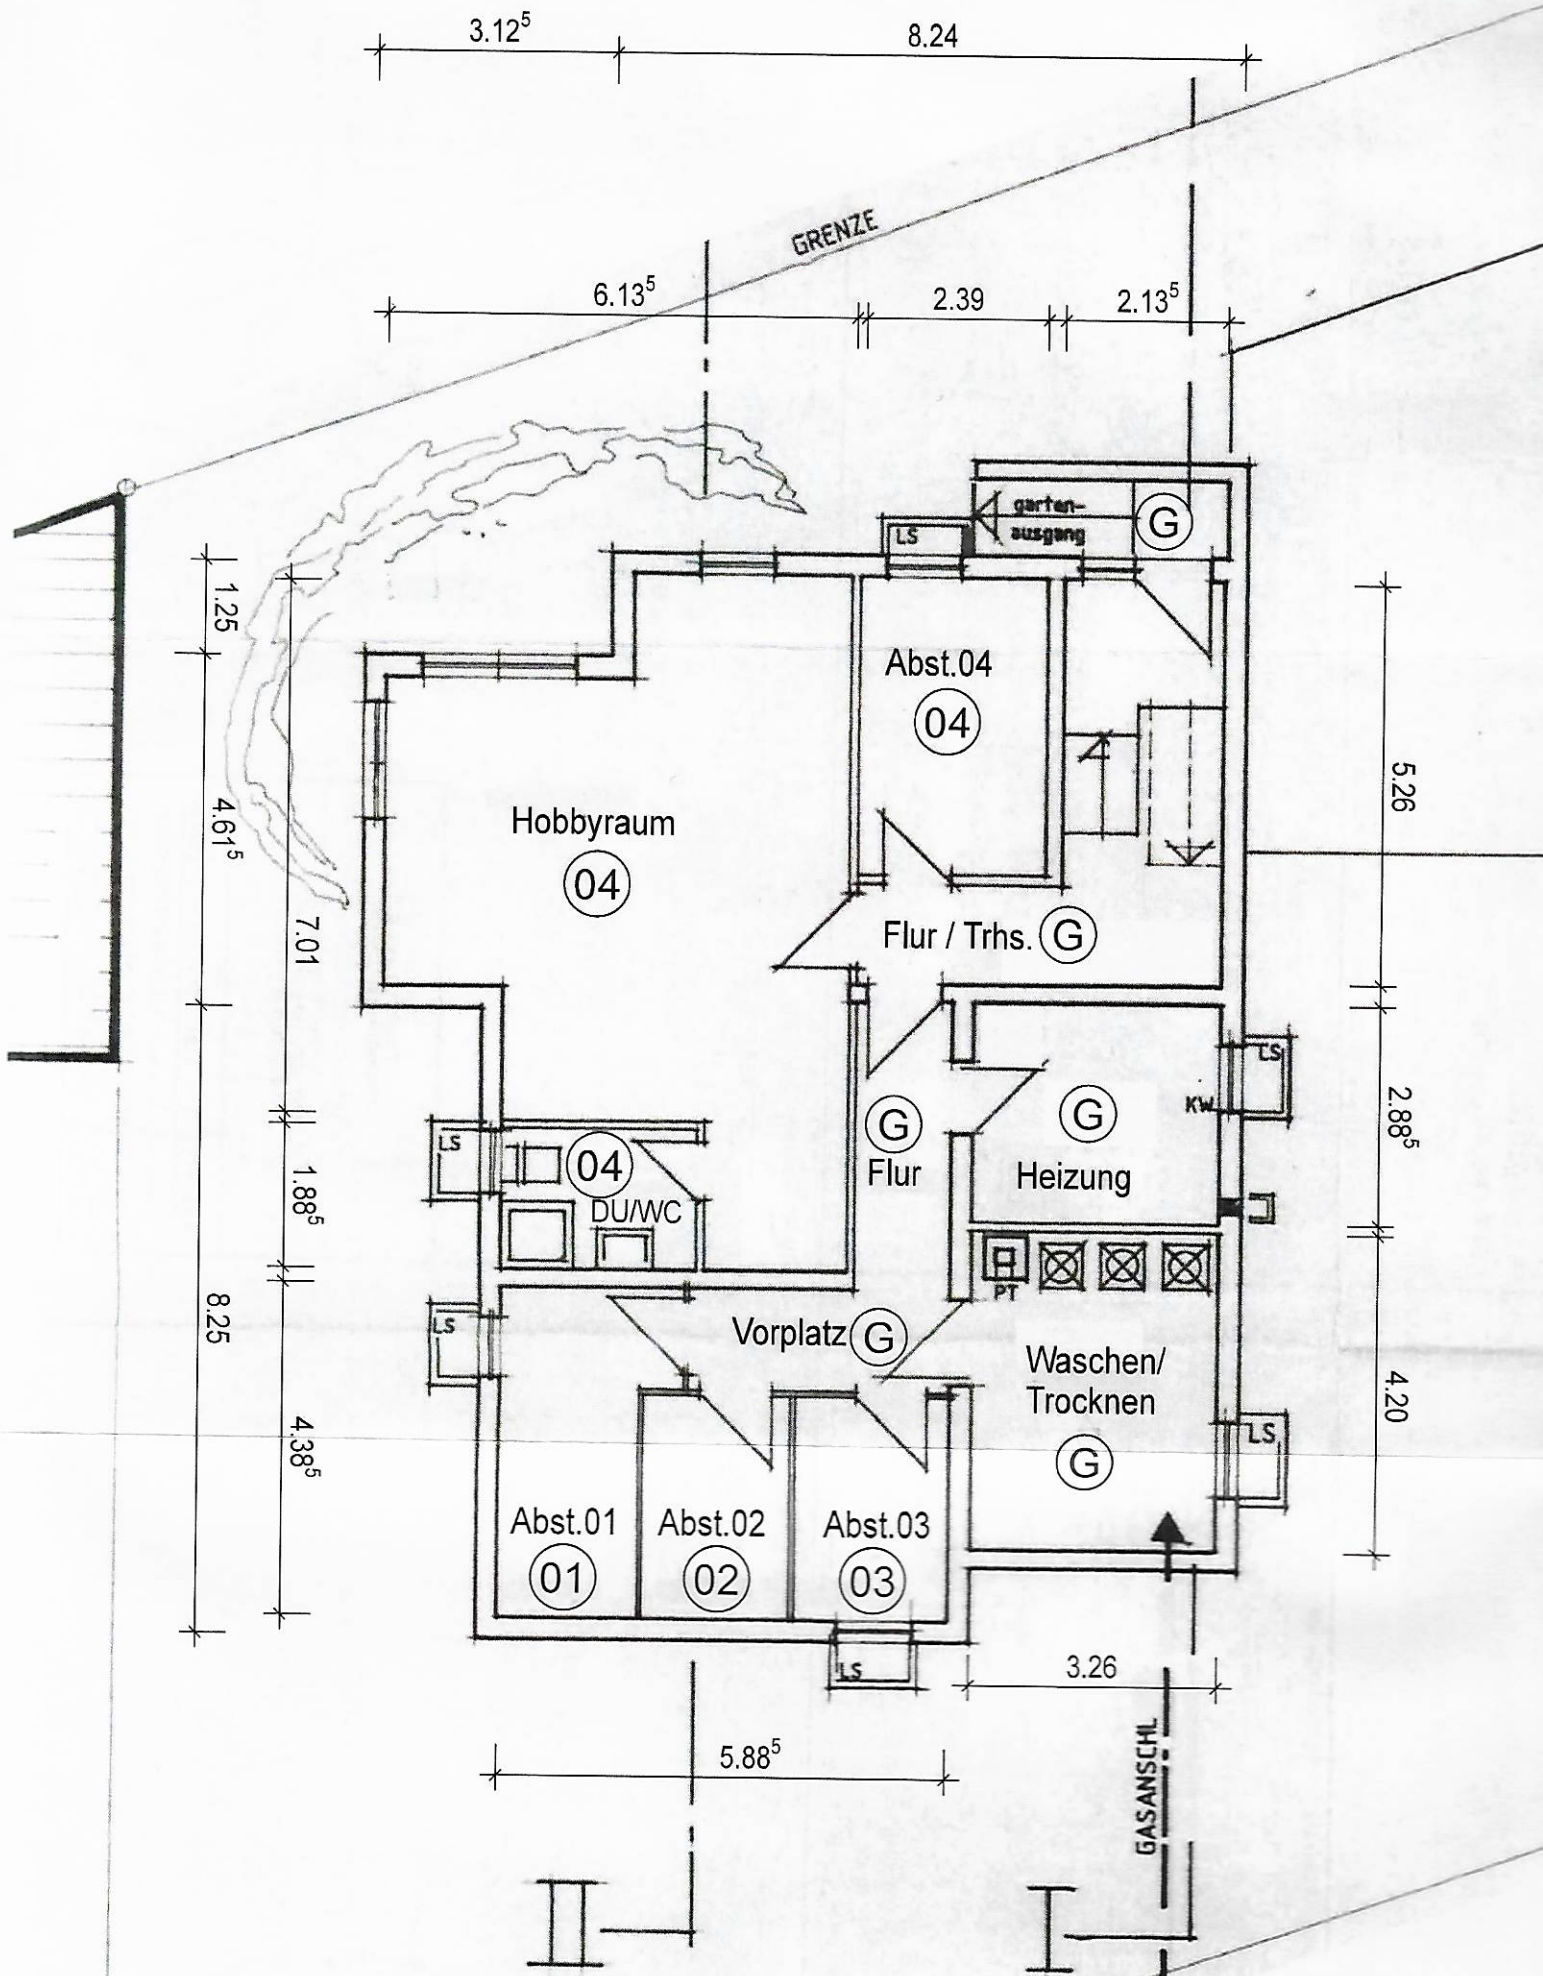 3.12⁵
8.24
GRENZE
6.13⁵
2.39
2.13⁵
garten-
ausgang
G
LS
1.25
Abst.04
04
5.26
4.61⁵
Hobbyraum
04
7.01
Flur / Trhs. G
LS
KW
2.88⁵
G
Flur
G
Heizung
LS
04
DU/WC
1.88⁵
PT
8.25
LS
Vorplatz G
Waschen/
Trocknen
G
4.20
LS
4.38⁵
Abst.01
01
Abst.02
02
Abst.03
03
LS
3.26
5.88⁵
GASANSCHL
II
I